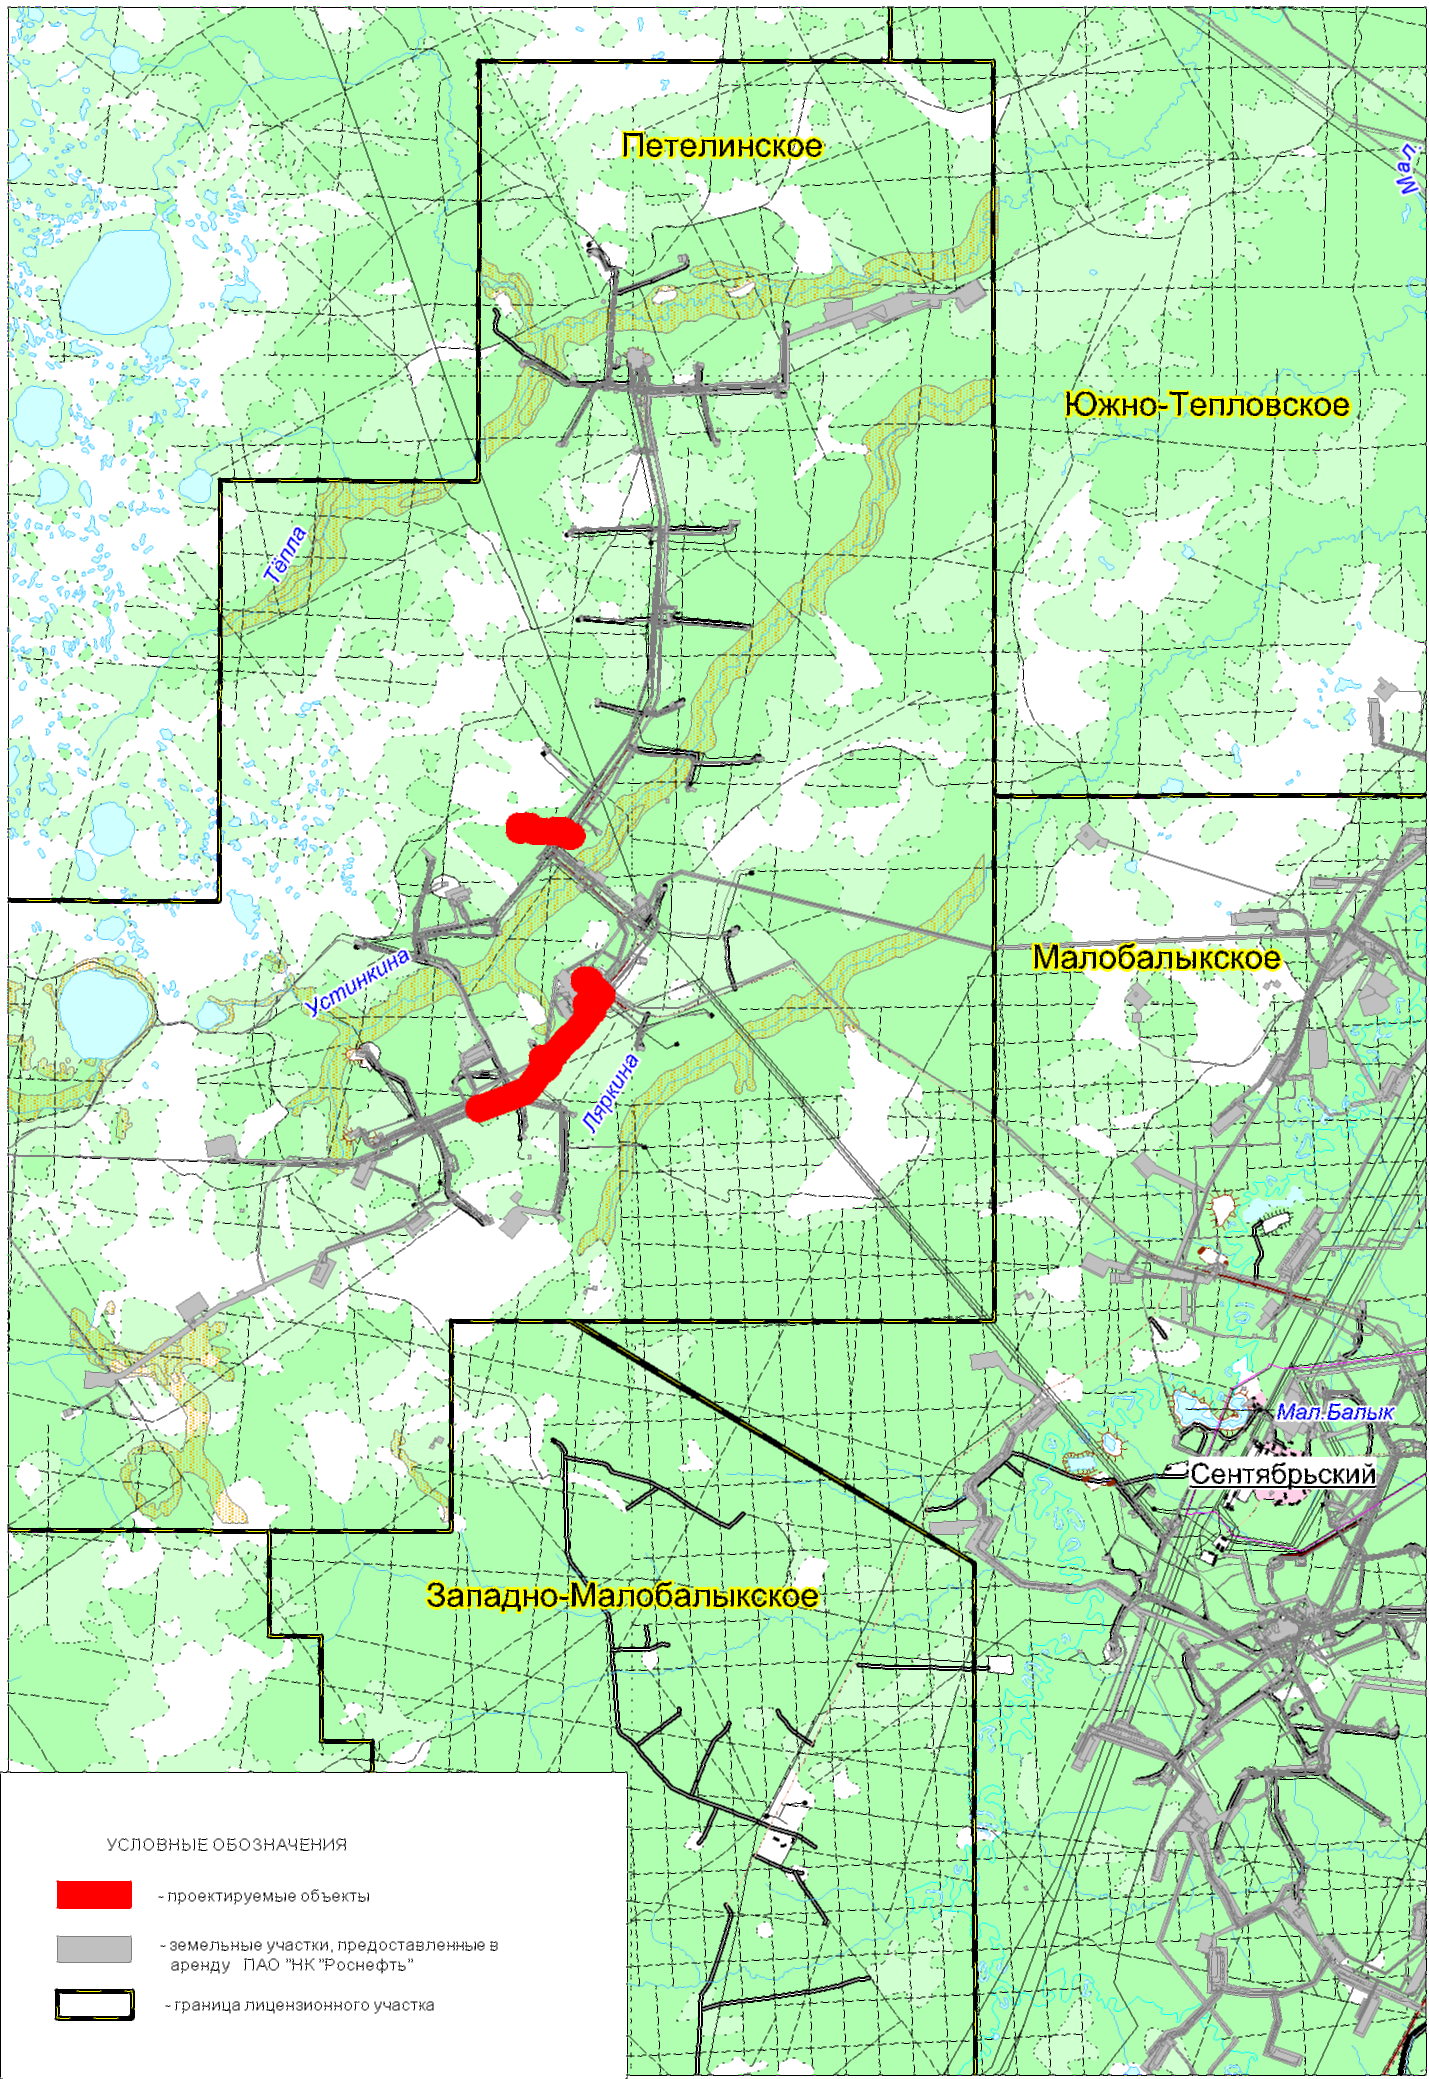 Петелинское
Мал.
Южно-Тепловское
Тёпла
Устинкина
Малобалыкское
Ляркина
Мал.Балык
Сентябрьский
Западно-Малобалыкское
УСЛОВНЫЕ ОБОЗНАЧЕНИЯ
- проектируемые объекты
- земельные участки, предоставленные в
аренду ПАО "НК "Роснефть"
- граница лицензионного участка